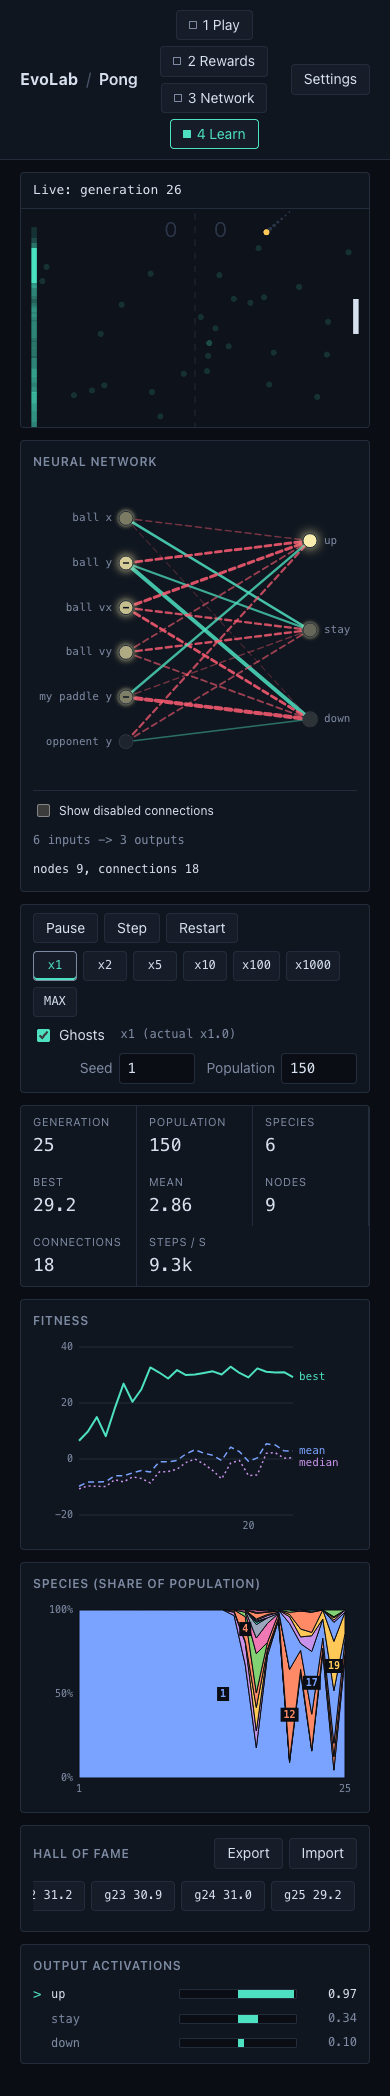 EvoLab / Pong
1 Play
2 Rewards
3 Network
4 Learn
Settings
Live: generation 26
0 0
NEURAL NETWORK
ball x
ball y
ball vx
ball vy
my paddle y
opponent y
up
stay
down
Show disabled connections
6 inputs —> 3 outputs
nodes 9, connections 18
Pause Step Restart
x1 x2 x5 x10 x100 x1000
MAX
Ghosts x1 (actual x1.0)
Seed 1 Population 150
GENERATION POPULATION SPECIES
25 150 6
BEST MEAN NODES
29.2 2.86 9
CONNECTIONS STEPS / S
18 9.3k
FITNESS
40
20
0
−20
20
best
mean
median
SPECIES (SHARE OF POPULATION)
100%
50%
0%
1 25
4
1
19
17
12
HALL OF FAME Export Import
31.2 g23 30.9 g24 31.0 g25 29.2
OUTPUT ACTIVATIONS
> up 0.97
stay 0.34
down 0.10